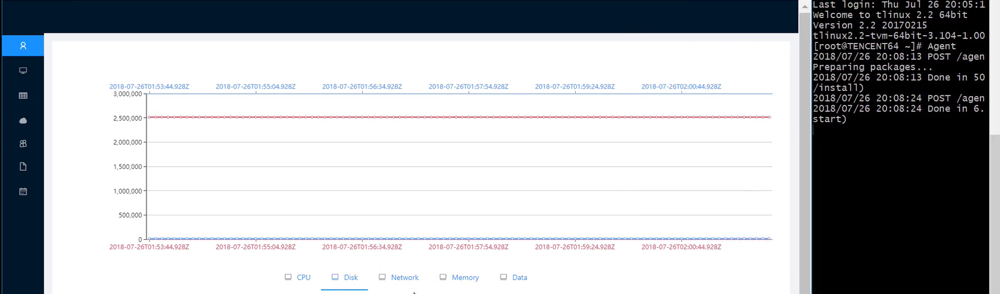 2018-07-26T01:53:44.928Z 2018-07-26T01:55:04.928Z 2018-07-26T01:56:34.928Z 2018-07-26T01:57:54.928Z 2018-07-26T01:59:24.928Z 2018-07-26T02:00:44.928Z
3,000,000
2,500,000
2,000,000
1,500,000
1,000,000
500,000
0
2018-07-26T01:53:44.928Z 2018-07-26T01:55:04.928Z 2018-07-26T01:56:34.928Z 2018-07-26T01:57:54.928Z 2018-07-26T01:59:24.928Z 2018-07-26T02:00:44.928Z
CPU Disk Network Memory Data
Last login: Thu Jul 26 20:05:1
Welcome to tlinux 2.2 64bit
Version 2.2 20170215
tlinux2.2-tvm-64bit-3.104-1.00
[root@TENCENT64 ~]# Agent
2018/07/26 20:08:13 POST /agen
Preparing packages...
2018/07/26 20:08:13 Done in 50
/install)
2018/07/26 20:08:24 POST /agen
2018/07/26 20:08:24 Done in 6.
start)